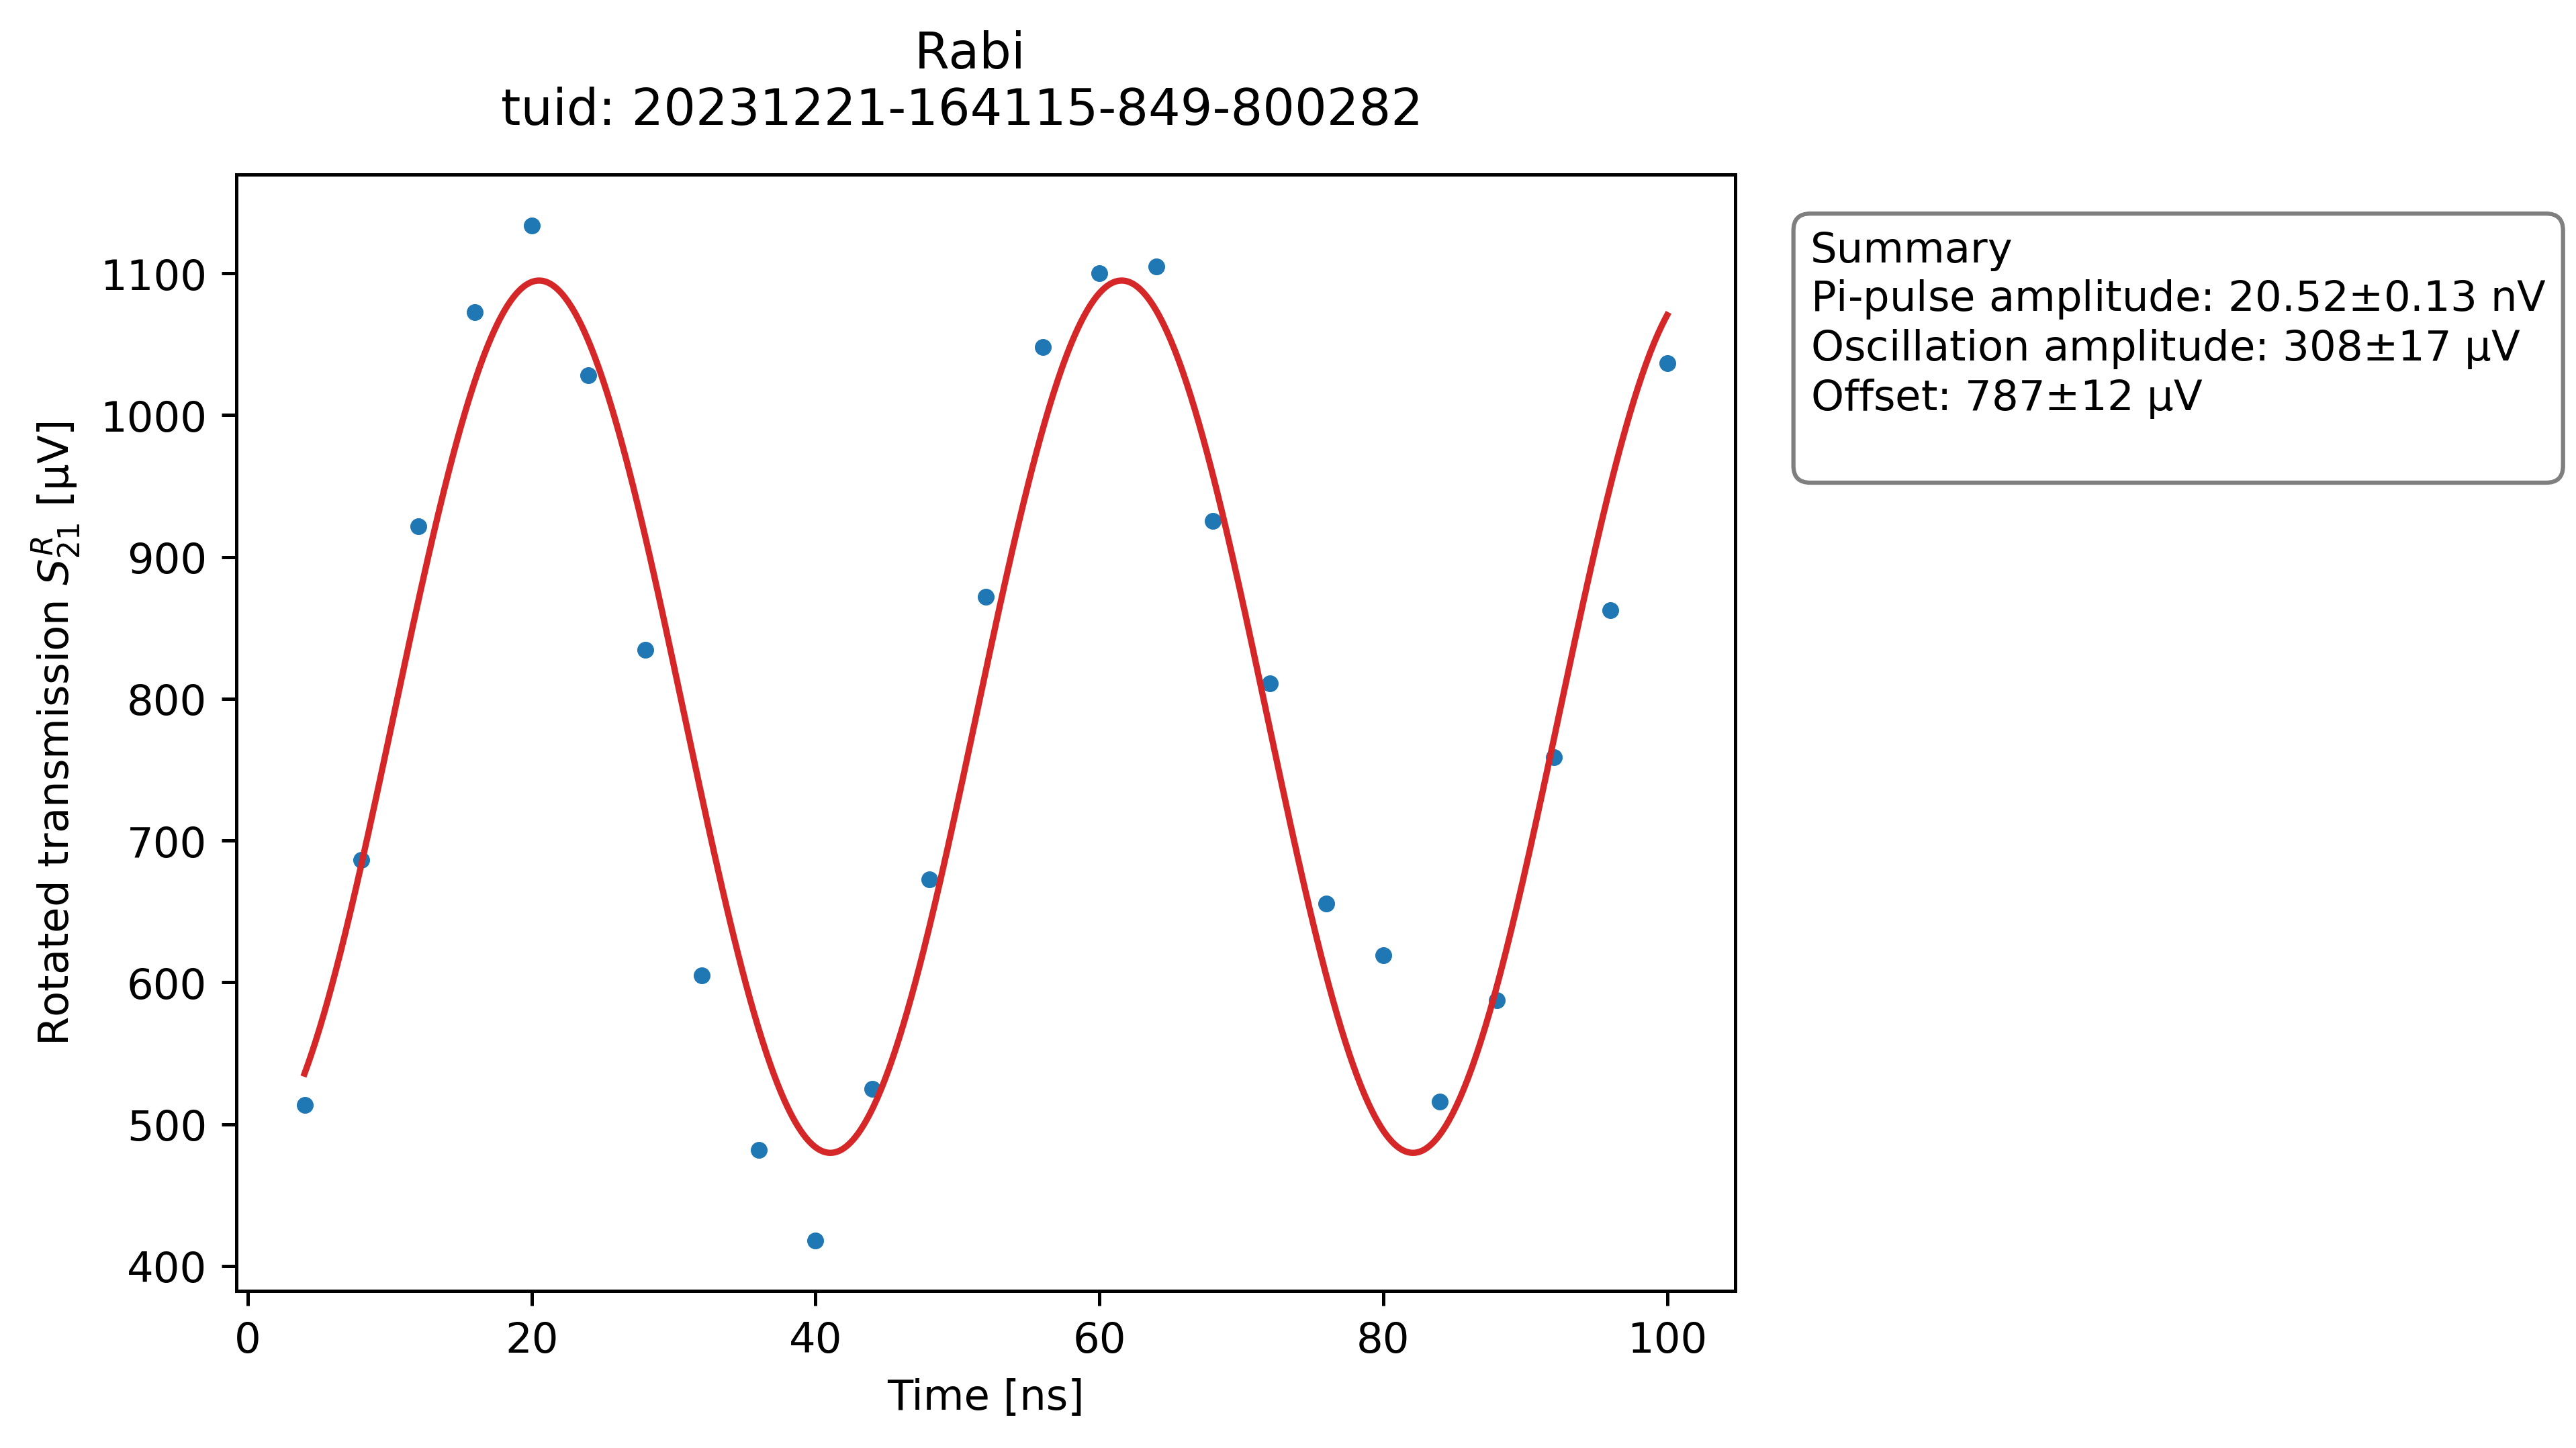 Rabi
tuid: 20231221-164115-849-800282
Rotated transmission S^R_21 [µV]
1100
1000
900
800
700
600
500
400
0 20 40 60 80 100
Time [ns]
Summary
Pi-pulse amplitude: 20.52±0.13 nV
Oscillation amplitude: 308±17 µV
Offset: 787±12 µV